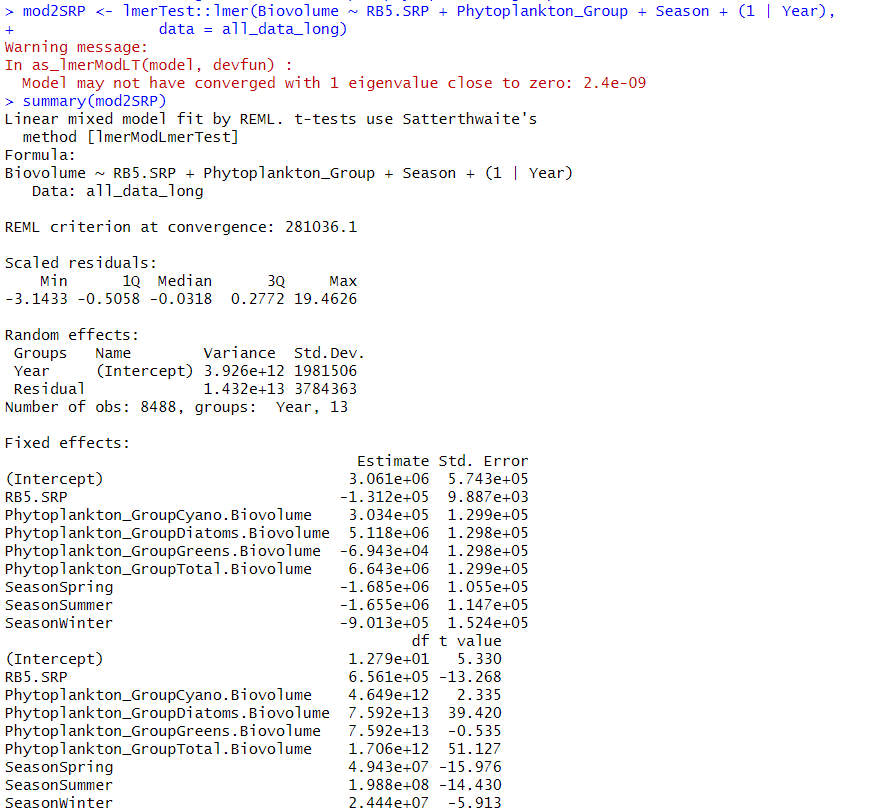 > mod2SRP <- lmerTest::lmer(Biovolume ~ RB5.SRP + Phytoplankton_Group + Season + (1 | Year),
+                 data = all_data_long)
Warning message:
In as_lmerModLT(model, devfun) :
  Model may not have converged with 1 eigenvalue close to zero: 2.4e-09
> summary(mod2SRP)
Linear mixed model fit by REML. t-tests use Satterthwaite's
  method [lmerModLmerTest]
Formula:
Biovolume ~ RB5.SRP + Phytoplankton_Group + Season + (1 | Year)
   Data: all_data_long
REML criterion at convergence: 281036.1
Scaled residuals:
    Min      1Q  Median      3Q     Max
-3.1433 -0.5058 -0.0318  0.2772 19.4626
Random effects:
 Groups   Name        Variance  Std.Dev.
 Year     (Intercept) 3.926e+12 1981506
 Residual             1.432e+13 3784363
Number of obs: 8488, groups:  Year, 13
Fixed effects:
                                       Estimate Std. Error
(Intercept)                           3.061e+06  5.743e+05
RB5.SRP                              -1.312e+05  9.887e+03
Phytoplankton_GroupCyano.Biovolume    3.034e+05  1.299e+05
Phytoplankton_GroupDiatoms.Biovolume  5.118e+06  1.298e+05
Phytoplankton_GroupGreens.Biovolume  -6.943e+04  1.298e+05
Phytoplankton_GroupTotal.Biovolume    6.643e+06  1.299e+05
SeasonSpring                         -1.685e+06  1.055e+05
SeasonSummer                         -1.655e+06  1.147e+05
SeasonWinter                         -9.013e+05  1.524e+05
                                             df t value
(Intercept)                           1.279e+01   5.330
RB5.SRP                               6.561e+05 -13.268
Phytoplankton_GroupCyano.Biovolume    4.649e+12   2.335
Phytoplankton_GroupDiatoms.Biovolume  7.592e+13  39.420
Phytoplankton_GroupGreens.Biovolume   7.592e+13  -0.535
Phytoplankton_GroupTotal.Biovolume    1.706e+12  51.127
SeasonSpring                          4.943e+07 -15.976
SeasonSummer                          1.988e+08 -14.430
SeasonWinter                          2.444e+07  -5.913